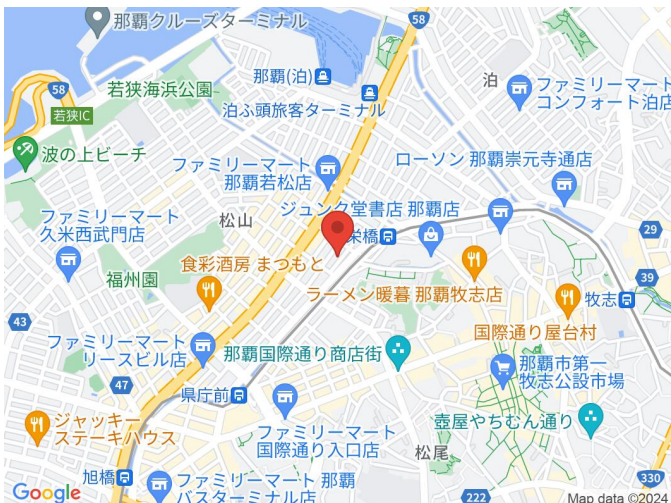 那覇クルーズターミナル
58
58
若狭IC
若狭海浜公園
那覇(泊)
泊ふ頭旅客ターミナル
泊
ファミリーマート
コンフォート泊店
波の上ビーチ
ファミリーマート
那覇若松店
ローソン 那覇崇元寺通店
ファミリーマート
久米西武門店
松山
ジュンク堂書店 那覇店
栄橋
福州園
食彩酒房 まつもと
ラーメン暖暮 那覇牧志店
牧志
43
国際通り屋台村
ファミリーマート
リースビル店
那覇国際通り商店街
那覇市第一
牧志公設市場
47
県庁前
39
ジャッキー
ステーキハウス
ファミリーマート
国際通り入口店
壺屋やちむん通り
松尾
旭橋
ファミリーマート 那覇
バスターミナル店
330
222
Google
Map data ©2024